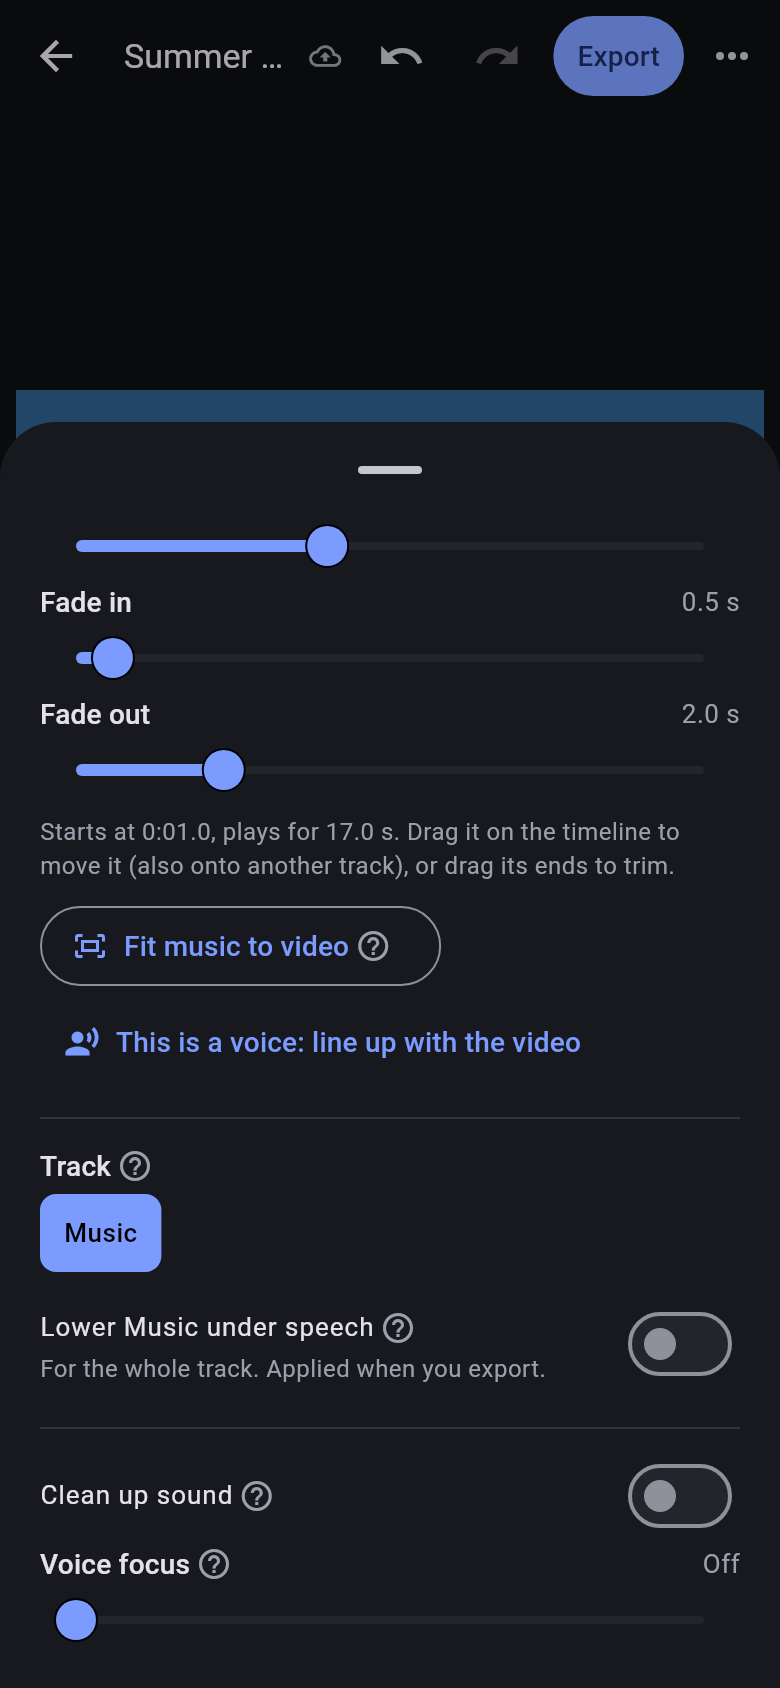 Summer ...
Export
Fade in
0.5 s
Fade out
2.0 s
Starts at 0:01.0, plays for 17.0 s. Drag it on the timeline to
move it (also onto another track), or drag its ends to trim.
Fit music to video
This is a voice: line up with the video
Track
Music
Lower Music under speech
For the whole track. Applied when you export.
Clean up sound
Voice focus
Off